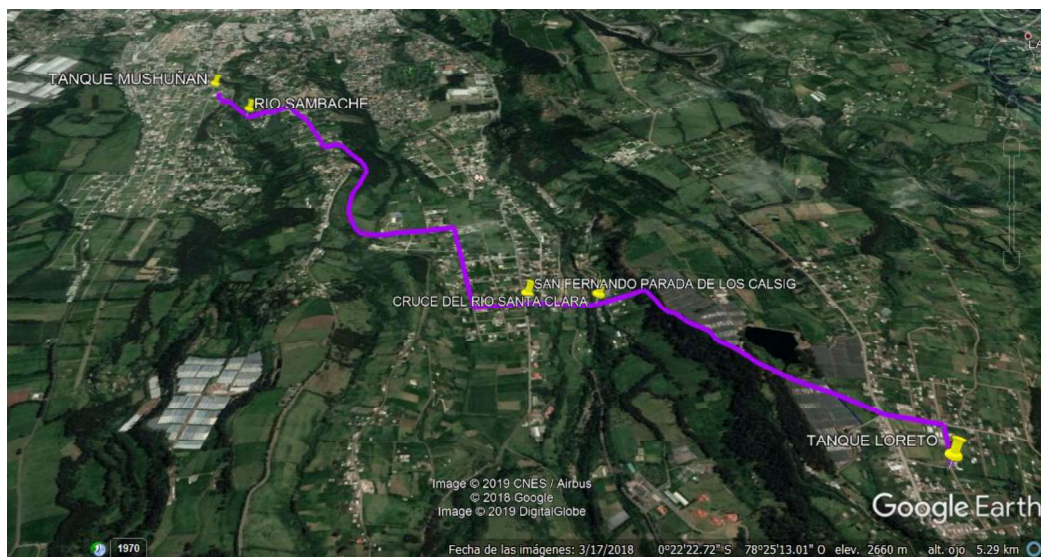 TANQUE MUSHUÑAN
RIO SAMBACHE
SAN FERNANDO PARADA DE LOS CALSIG
CRUCE DEL RÍO SANTA CLARA
TANQUE LORETO
Image © 2019 CNES / Airbus
© 2018 Google
Image © 2019 DigitalGlobe
Google Earth
1970
Fecha de las imágenes: 3/17/2018 0°22'22.72" S 78°25'13.01" O elev. 2660 m alt. ojo 5.29 km